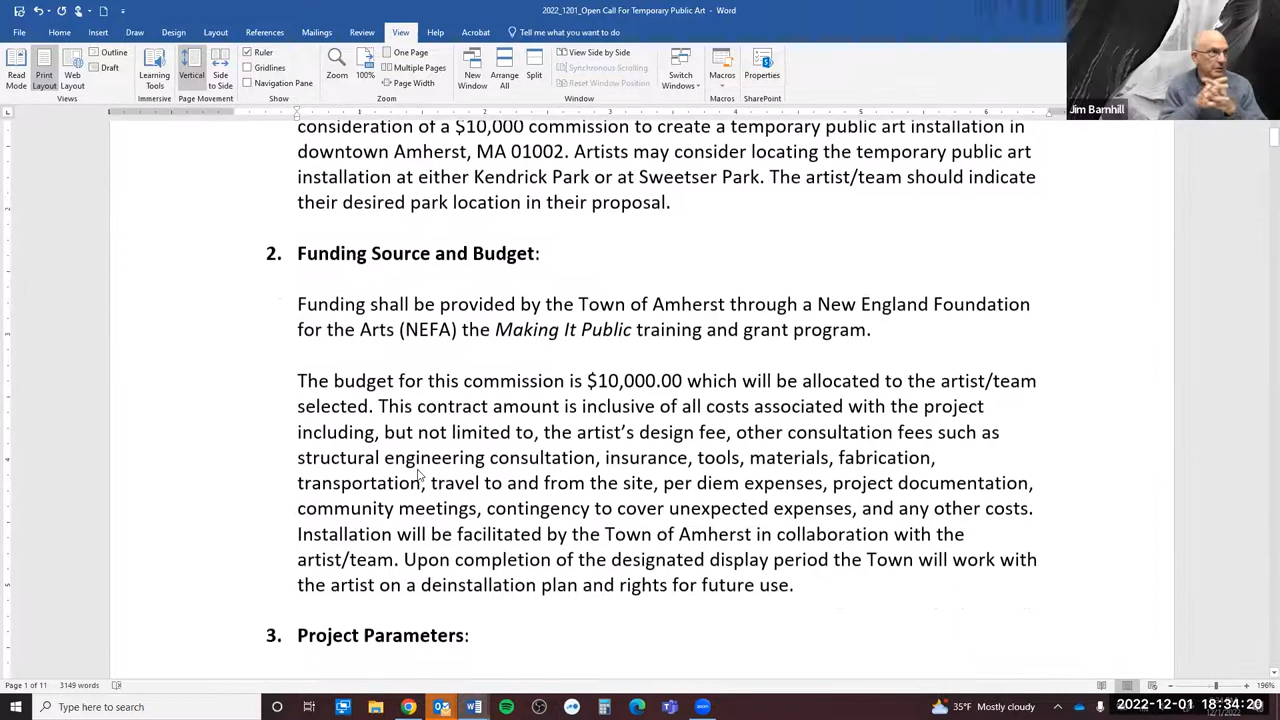 2022_1201_Open Call For Temporary Public Art - Word
File Home Insert Draw Design Layout References Mailings Review View Help Acrobat Tell me what you want to do
Read Mode
Print Layout
Web Layout
Outline
Draft
Views
Learning Tools
Immersive
Vertical
Side to Side
Page Movement
Ruler
Gridlines
Navigation Pane
Show
Zoom
100%
One Page
Multiple Pages
Page Width
Zoom
New Window
Arrange All
Split
View Side by Side
Synchronous Scrolling
Reset Window Position
Window
Switch Windows
Macros
Macros
Properties
SharePoint
Jim Barnhill
consideration of a $10,000 commission to create a temporary public art installation in
downtown Amherst, MA 01002. Artists may consider locating the temporary public art
installation at either Kendrick Park or at Sweetser Park. The artist/team should indicate
their desired park location in their proposal.
2. Funding Source and Budget:
Funding shall be provided by the Town of Amherst through a New England Foundation
for the Arts (NEFA) the Making It Public training and grant program.
The budget for this commission is $10,000.00 which will be allocated to the artist/team
selected. This contract amount is inclusive of all costs associated with the project
including, but not limited to, the artist's design fee, other consultation fees such as
structural engineering consultation, insurance, tools, materials, fabrication,
transportation, travel to and from the site, per diem expenses, project documentation,
community meetings, contingency to cover unexpected expenses, and any other costs.
Installation will be facilitated by the Town of Amherst in collaboration with the
artist/team. Upon completion of the designated display period the Town will work with
the artist on a deinstallation plan and rights for future use.
3. Project Parameters:
Page 1 of 11 3149 words
196%
Type here to search
35°F Mostly cloudy
2022-12-01 18:34:20